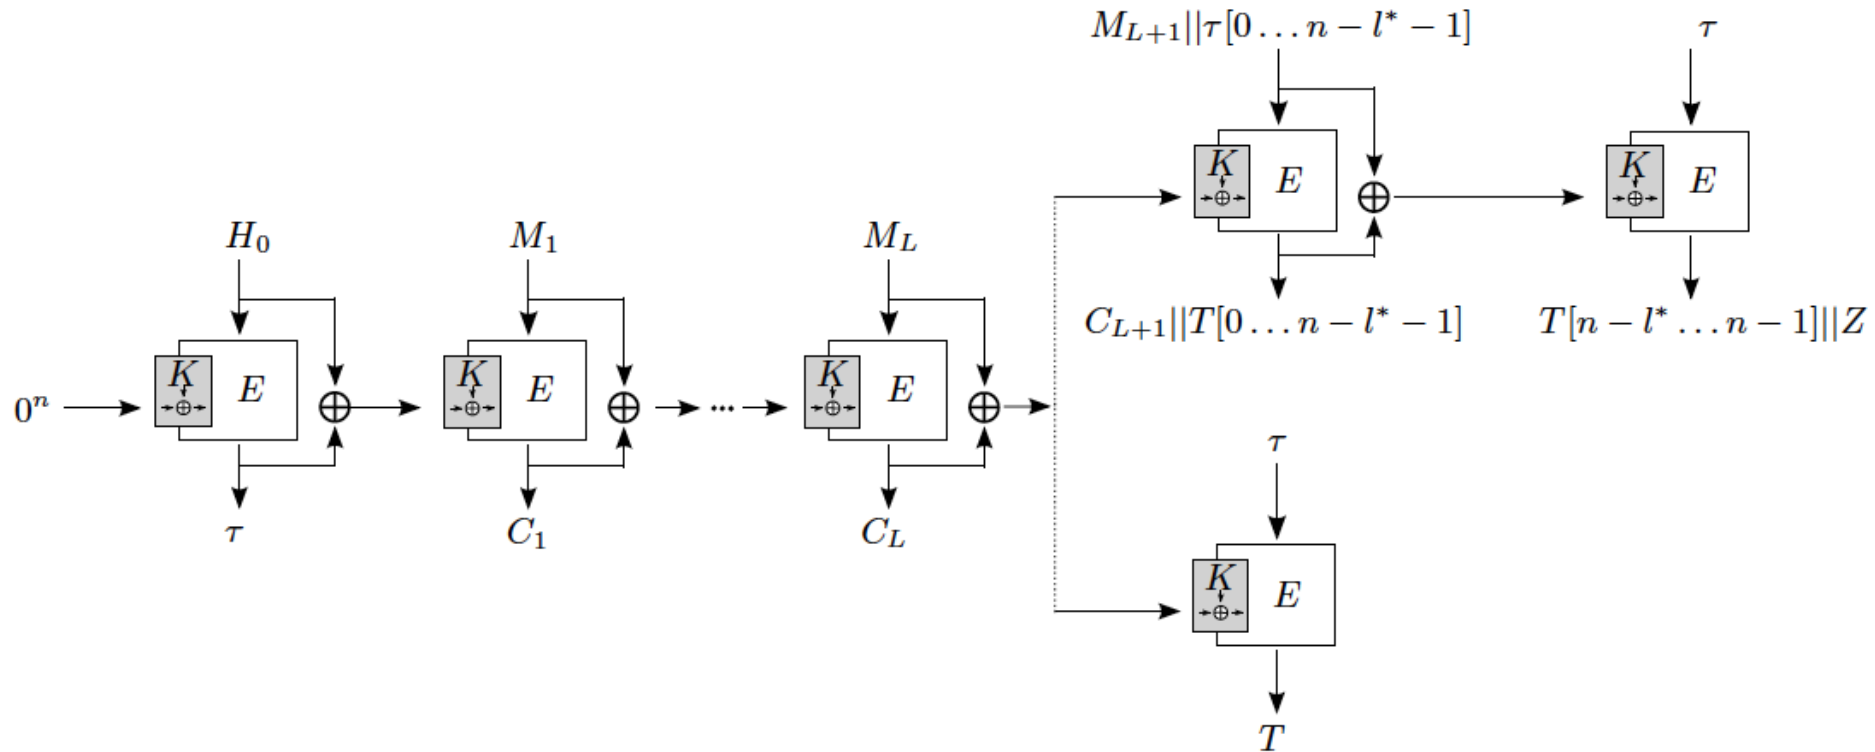 M_{L+1}||τ[0 … n − l* − 1]
τ
K
E
K
E
H_0
M_1
M_L
C_{L+1}||T[0 … n − l* − 1]
T[n − l* … n − 1]||Z
0^n
K
E
K
E
...
K
E
τ
C_1
C_L
τ
K
E
T